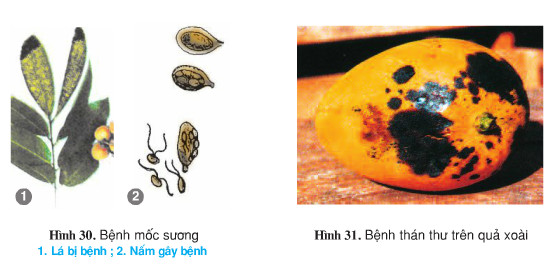 1
2
Hình 30. Bệnh mốc sương
1. Lá bị bệnh ; 2. Nấm gây bệnh
Hình 31. Bệnh thán thư trên quả xoài